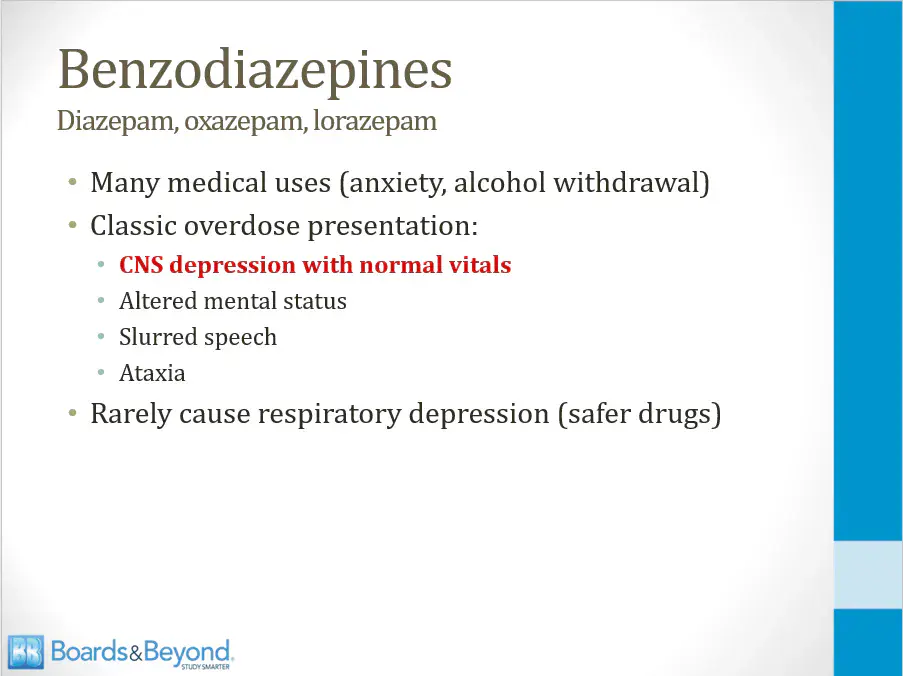 Benzodiazepines
Diazepam, oxazepam, lorazepam
• Many medical uses (anxiety, alcohol withdrawal)
• Classic overdose presentation:
• CNS depression with normal vitals
• Altered mental status
• Slurred speech
• Ataxia
• Rarely cause respiratory depression (safer drugs)
BB Boards&Beyond.
STUDY SMARTER